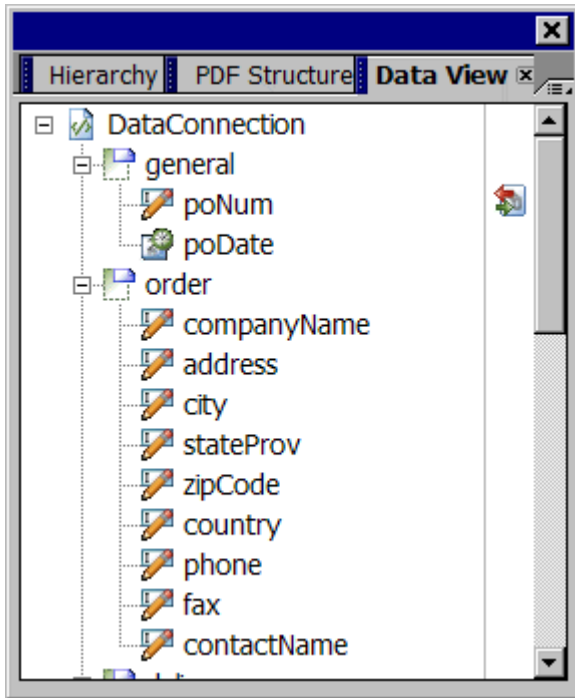 Hierarchy PDF Structure Data View
DataConnection
general
poNum
poDate
order
companyName
address
city
stateProv
zipCode
country
phone
fax
contactName